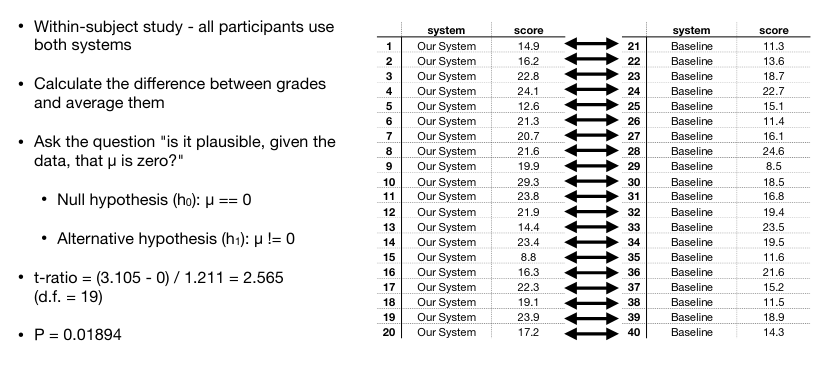 • Within-subject study - all participants use
both systems
• Calculate the difference between grades
and average them
• Ask the question "is it plausible, given the
data, that μ is zero?"
• Null hypothesis (h₀): μ == 0
• Alternative hypothesis (h₁): μ != 0
• t-ratio = (3.105 - 0) / 1.211 = 2.565
(d.f. = 19)
• P = 0.01894
system score system score
1 Our System 14.9 21 Baseline 11.3
2 Our System 16.2 22 Baseline 13.6
3 Our System 22.8 23 Baseline 18.7
4 Our System 24.1 24 Baseline 22.7
5 Our System 12.6 25 Baseline 15.1
6 Our System 21.3 26 Baseline 11.4
7 Our System 20.7 27 Baseline 16.1
8 Our System 21.6 28 Baseline 24.6
9 Our System 19.9 29 Baseline 8.5
10 Our System 29.3 30 Baseline 18.5
11 Our System 23.8 31 Baseline 16.8
12 Our System 21.9 32 Baseline 19.4
13 Our System 14.4 33 Baseline 23.5
14 Our System 23.4 34 Baseline 19.5
15 Our System 8.8 35 Baseline 11.6
16 Our System 16.3 36 Baseline 21.6
17 Our System 22.3 37 Baseline 15.2
18 Our System 19.1 38 Baseline 11.5
19 Our System 23.9 39 Baseline 18.9
20 Our System 17.2 40 Baseline 14.3